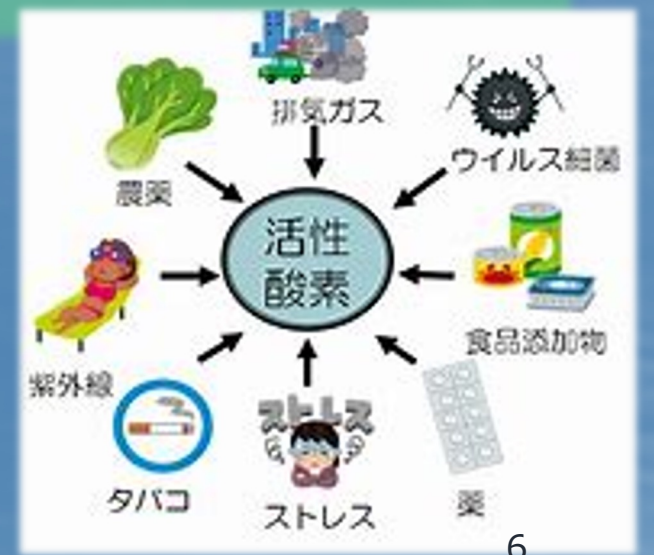 排気ガス
ウイルス細菌
農薬
活性
酸素
食品添加物
紫外線
タバコ
ストレス
ストレス
薬
6